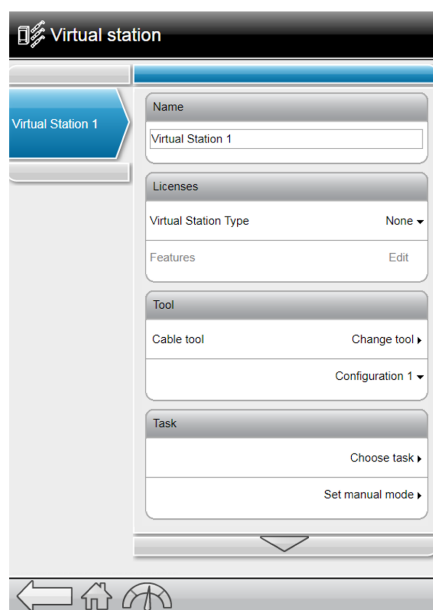 Virtual station
Virtual Station 1
Name
Virtual Station 1
Licenses
Virtual Station Type None
Features Edit
Tool
Cable tool Change tool
Configuration 1
Task
Choose task
Set manual mode